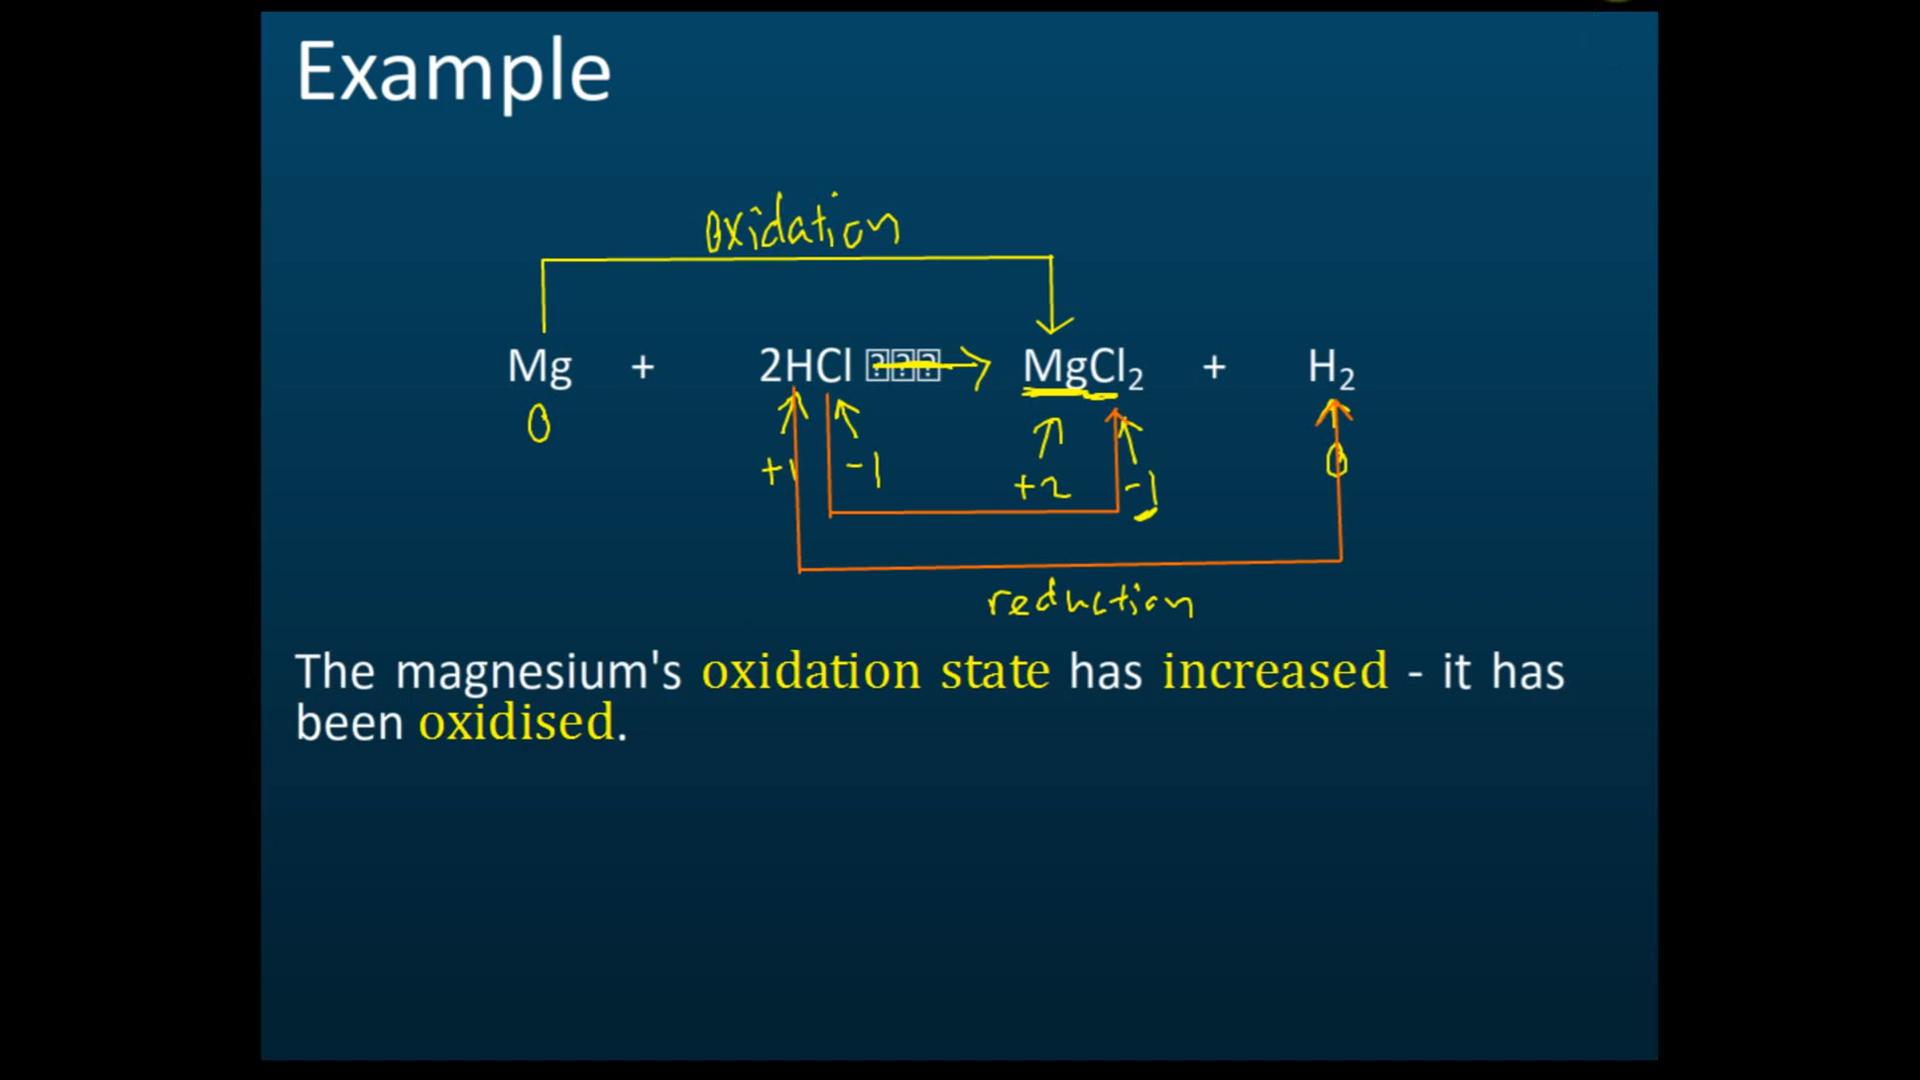 Example
oxidation
Mg + 2HCl → MgCl₂ + H₂
0 +1 -1 +2 -1 0
reduction
The magnesium's oxidation state has increased - it has
been oxidised.